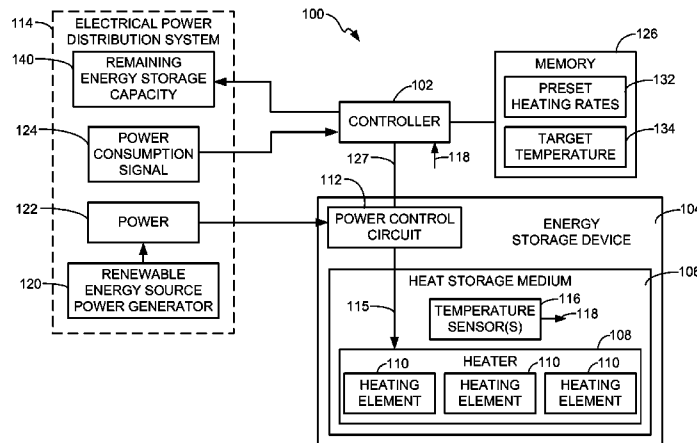 114
ELECTRICAL POWER
DISTRIBUTION SYSTEM
140
REMAINING
ENERGY STORAGE
CAPACITY
124
POWER
CONSUMPTION
SIGNAL
122
POWER
120
RENEWABLE
ENERGY SOURCE
POWER GENERATOR
100
102
CONTROLLER
127
118
126
MEMORY
PRESET
HEATING RATES
132
TARGET
TEMPERATURE
134
112
POWER CONTROL
CIRCUIT
ENERGY
STORAGE DEVICE
104
HEAT STORAGE MEDIUM
106
115
TEMPERATURE
SENSOR(S)
116
118
108
HEATER
110
HEATING
ELEMENT
110
HEATING
ELEMENT
110
HEATING
ELEMENT